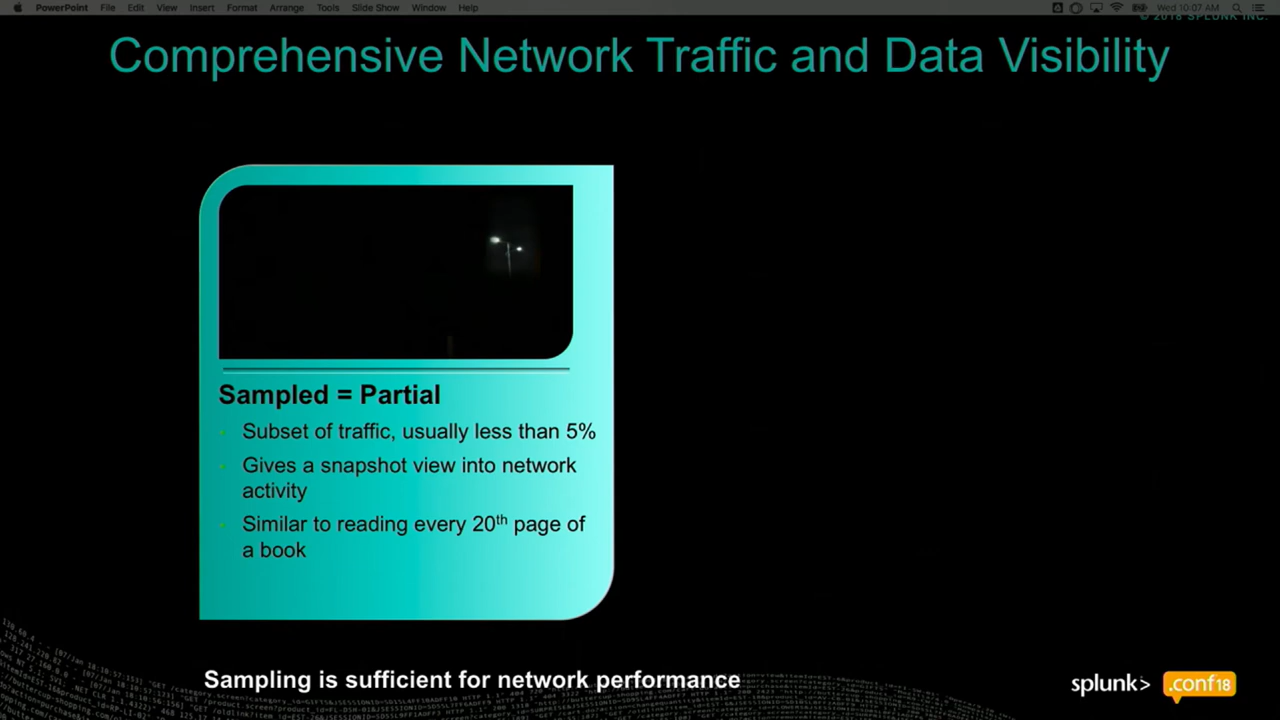 PowerPoint File Edit View Insert Format Arrange Tools Slide Show Window Help Wed 10:07 AM
© 2018 SPLUNK INC.
Comprehensive Network Traffic and Data Visibility
Sampled = Partial
Subset of traffic, usually less than 5%
Gives a snapshot view into network
activity
Similar to reading every 20th page of
a book
Sampling is sufficient for network performance
splunk> .conf18